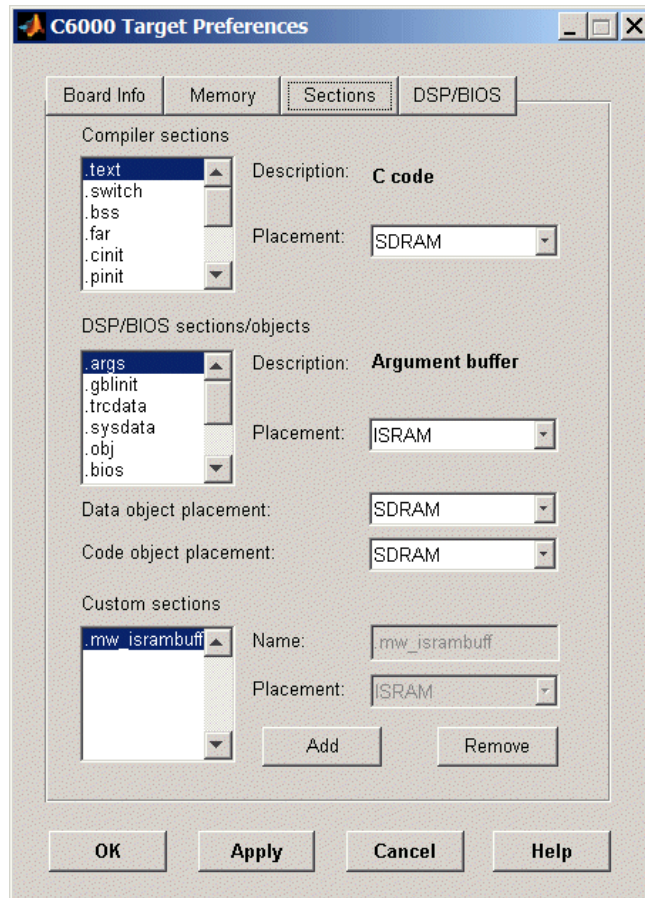 C6000 Target Preferences
Board Info Memory Sections DSP/BIOS
Compiler sections
.text
.switch
.bss
.far
.cinit
.pinit
Description: C code
Placement: SDRAM
DSP/BIOS sections/objects
.args
.gblinit
.trcdata
.sysdata
.obj
.bios
Description: Argument buffer
Placement: ISRAM
Data object placement: SDRAM
Code object placement: SDRAM
Custom sections
.mw_isrambuff
Name: .mw_isrambuff
Placement: ISRAM
Add Remove
OK Apply Cancel Help